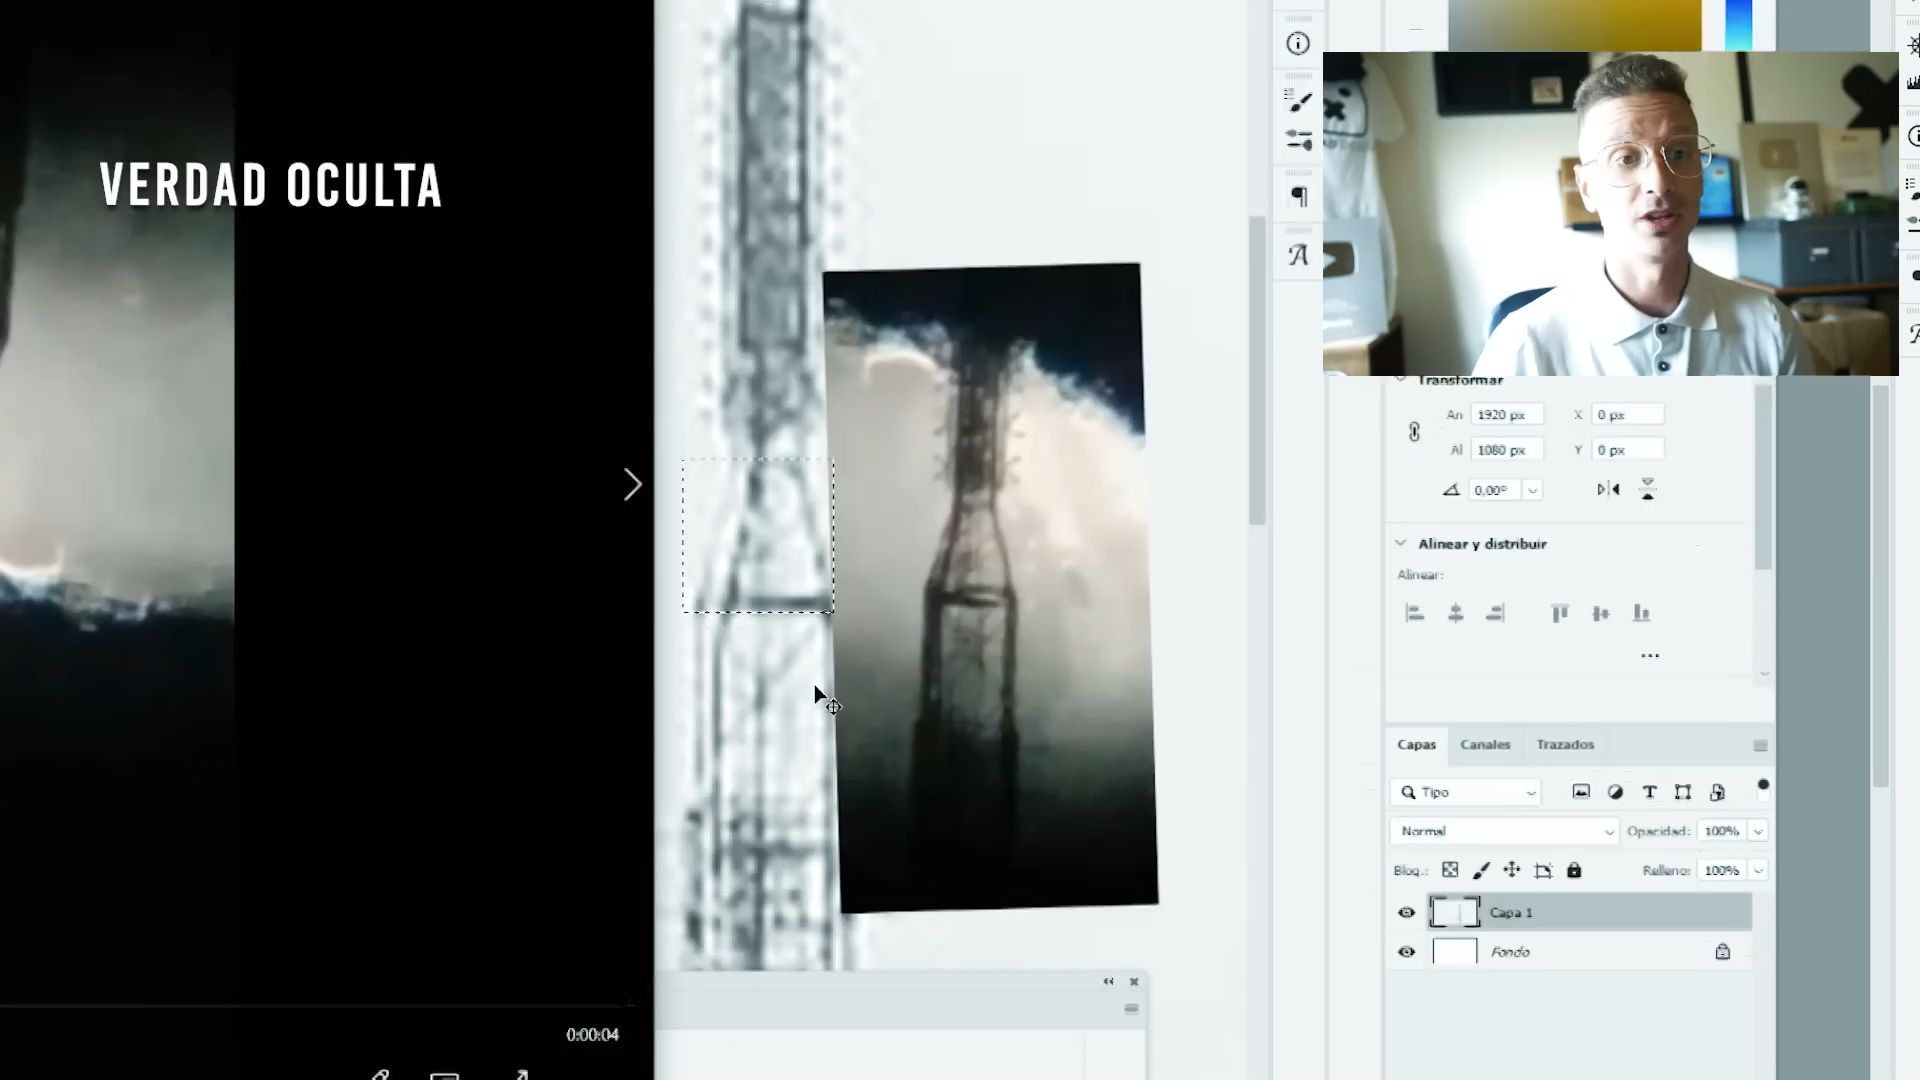 VERDAD OCULTA
0:00:04
Transformar
An 1920 px X 0 px
Al 1080 px Y 0 px
0,00°
Alinear y distribuir
Alinear:
Capas Canales Trazados
Tipo
Normal Opacidad: 100%
Bloq.: Relleno: 100%
Capa 1
Fondo